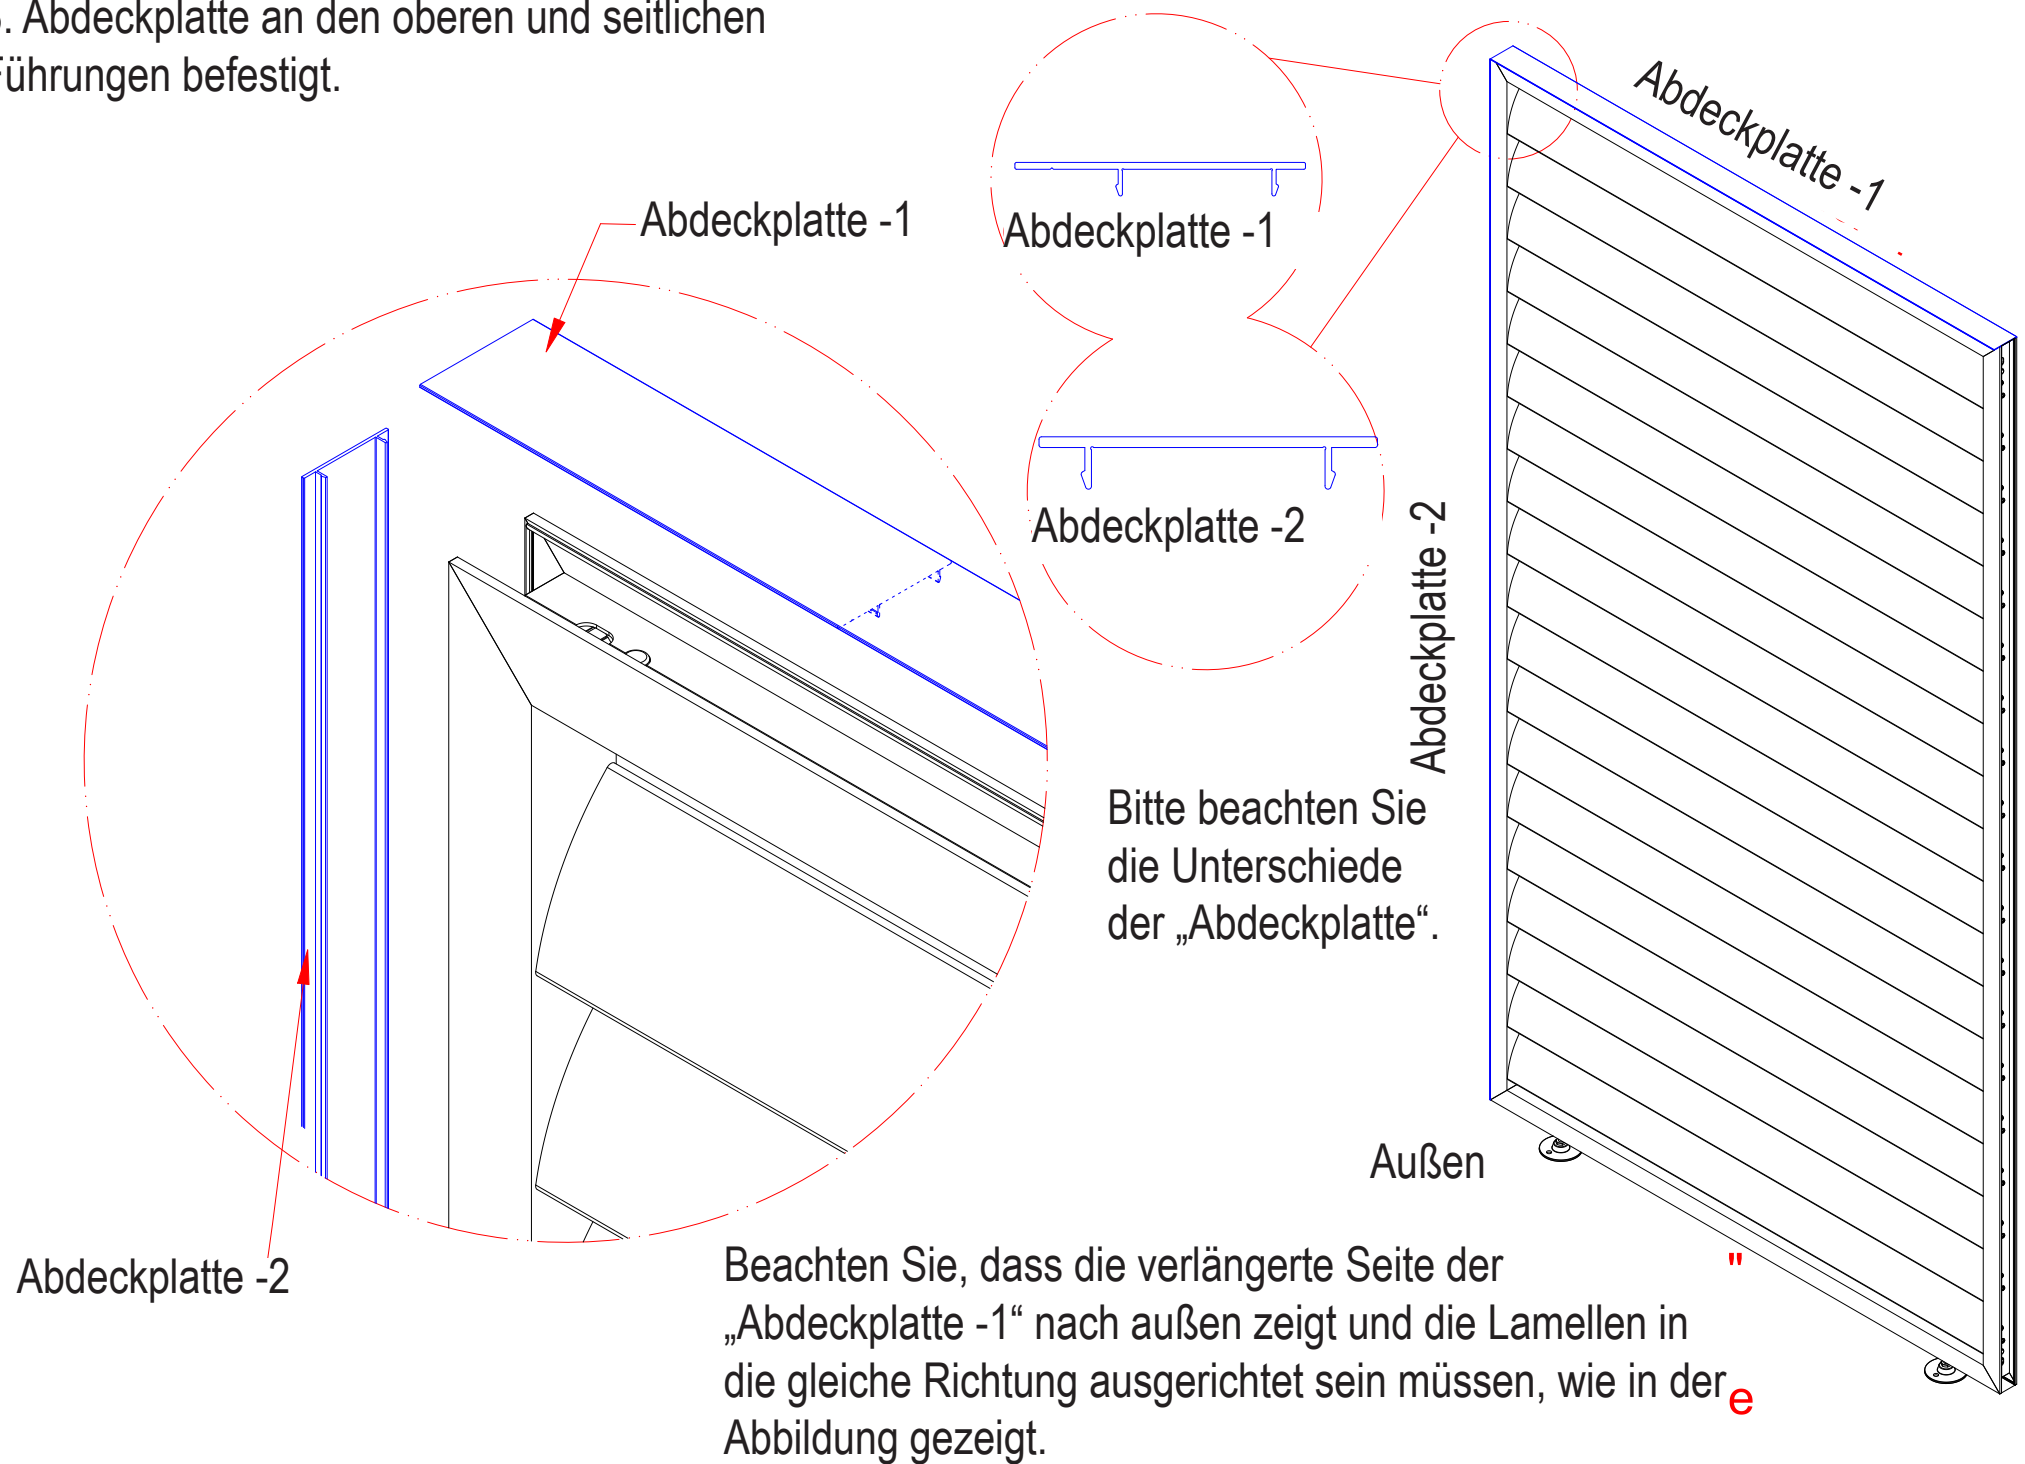 . Abdeckplatte an den oberen und seitlichen
Führungen befestigt.
Abdeckplatte -1
Abdeckplatte -1
Abdeckplatte -1
Abdeckplatte -2
Abdeckplatte -2
Bitte beachten Sie
die Unterschiede
der „Abdeckplatte“.
Außen
Abdeckplatte -2
Beachten Sie, dass die verlängerte Seite der "
„Abdeckplatte -1“ nach außen zeigt und die Lamellen in
die gleiche Richtung ausgerichtet sein müssen, wie in der e
Abbildung gezeigt.